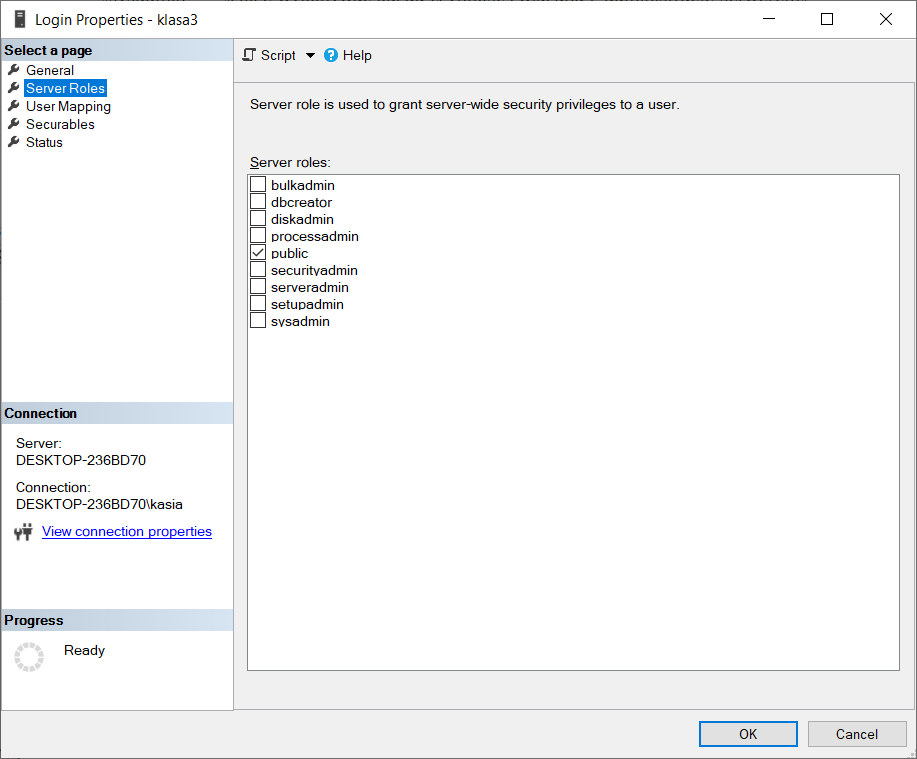 Login Properties - klasa3
Select a page
General
Server Roles
User Mapping
Securables
Status
Script
Help
Server role is used to grant server-wide security privileges to a user.
Server roles:
bulkadmin
dbcreator
diskadmin
processadmin
public
securityadmin
serveradmin
setupadmin
sysadmin
Connection
Server:
DESKTOP-236BD70
Connection:
DESKTOP-236BD70\kasia
View connection properties
Progress
Ready
OK
Cancel